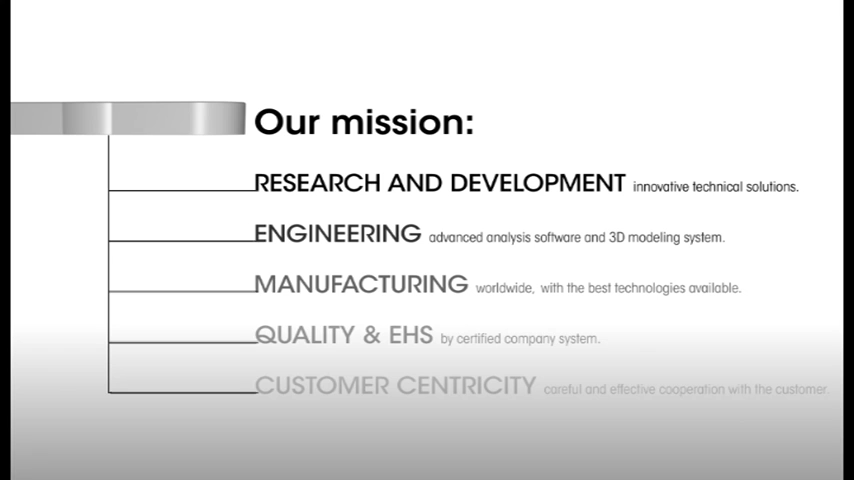 Our mission:
RESEARCH AND DEVELOPMENT innovative technical solutions.
ENGINEERING advanced analysis software and 3D modeling system.
MANUFACTURING worldwide, with the best technologies available.
QUALITY & EHS by certified company system.
CUSTOMER CENTRICITY careful and effective cooperation with the customer.